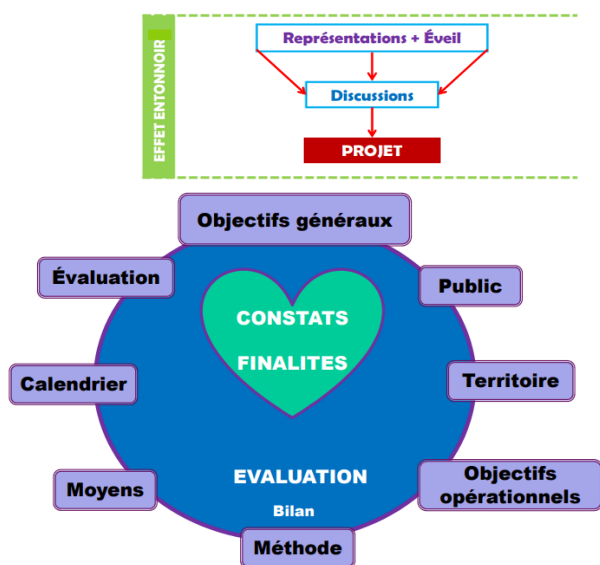 EFFET ENTONNOIR
Représentations + Éveil
Discussions
PROJET
Objectifs généraux
Évaluation
Public
CONSTATS
FINALITES
Calendrier
Territoire
EVALUATION
Bilan
Moyens
Objectifs
opérationnels
Méthode